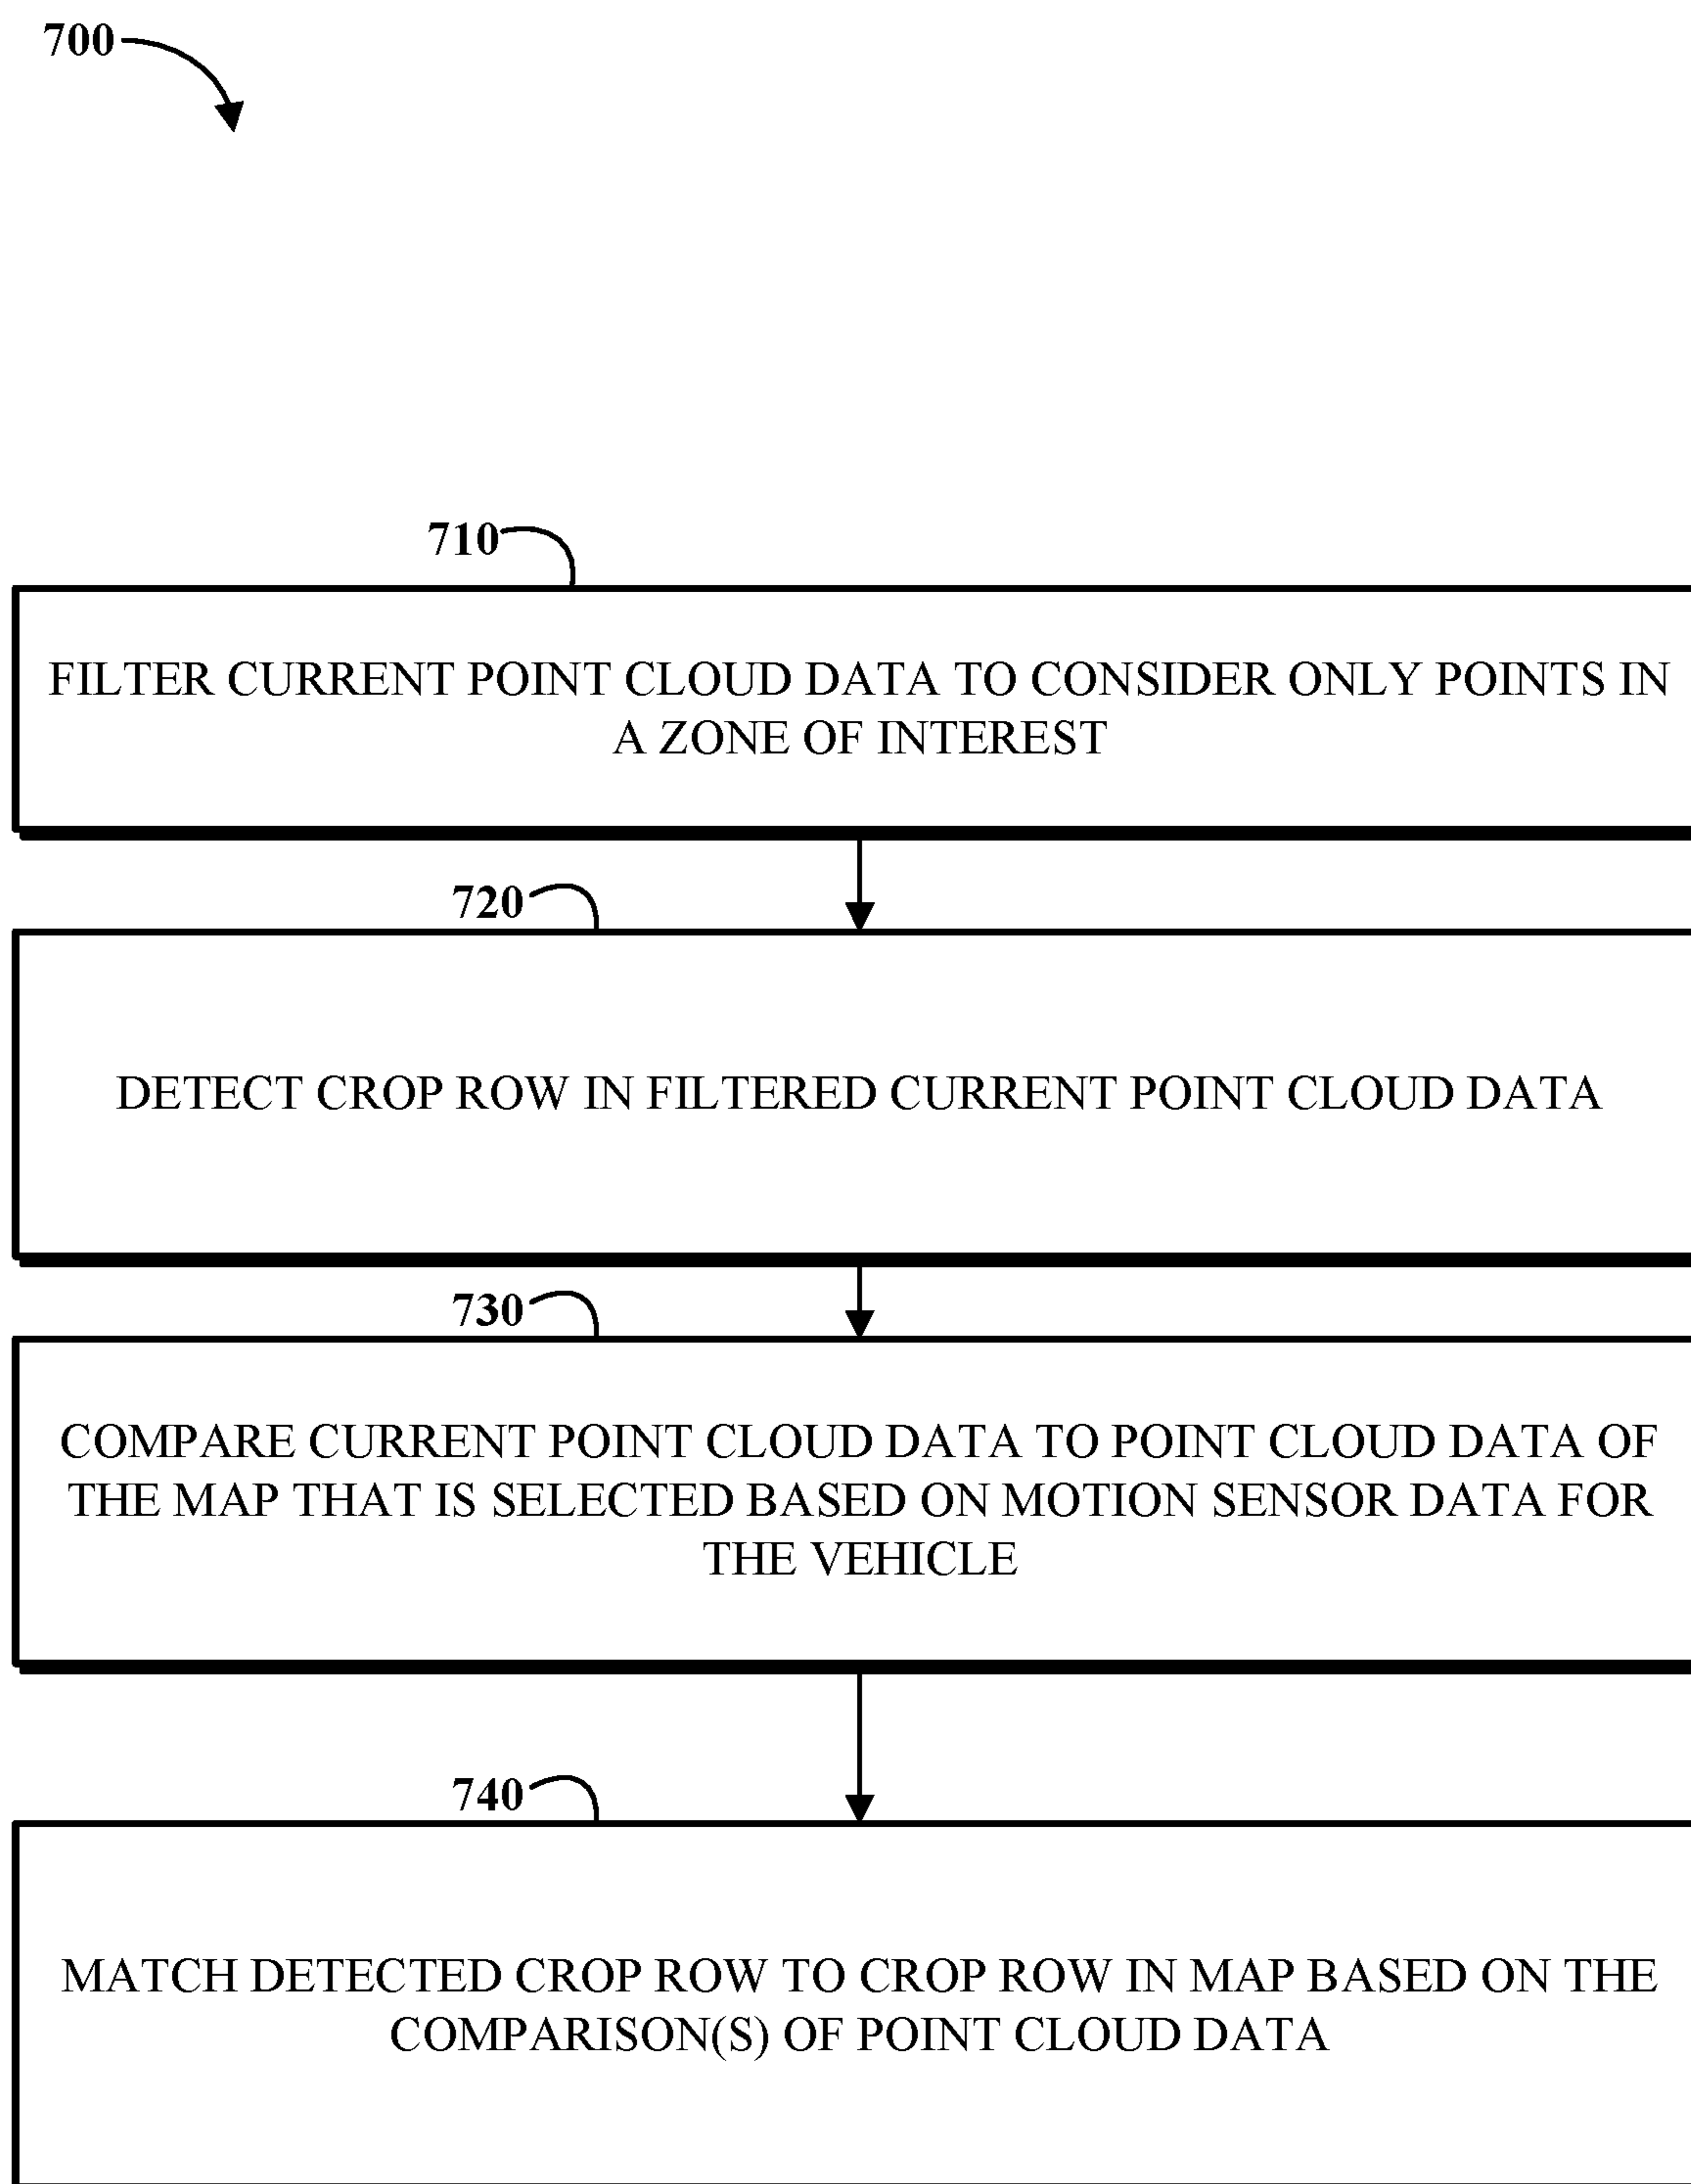 700
710
FILTER CURRENT POINT CLOUD DATA TO CONSIDER ONLY POINTS IN
A ZONE OF INTEREST
720
DETECT CROP ROW IN FILTERED CURRENT POINT CLOUD DATA
730
COMPARE CURRENT POINT CLOUD DATA TO POINT CLOUD DATA OF
THE MAP THAT IS SELECTED BASED ON MOTION SENSOR DATA FOR
THE VEHICLE
740
MATCH DETECTED CROP ROW TO CROP ROW IN MAP BASED ON THE
COMPARISON(S) OF POINT CLOUD DATA